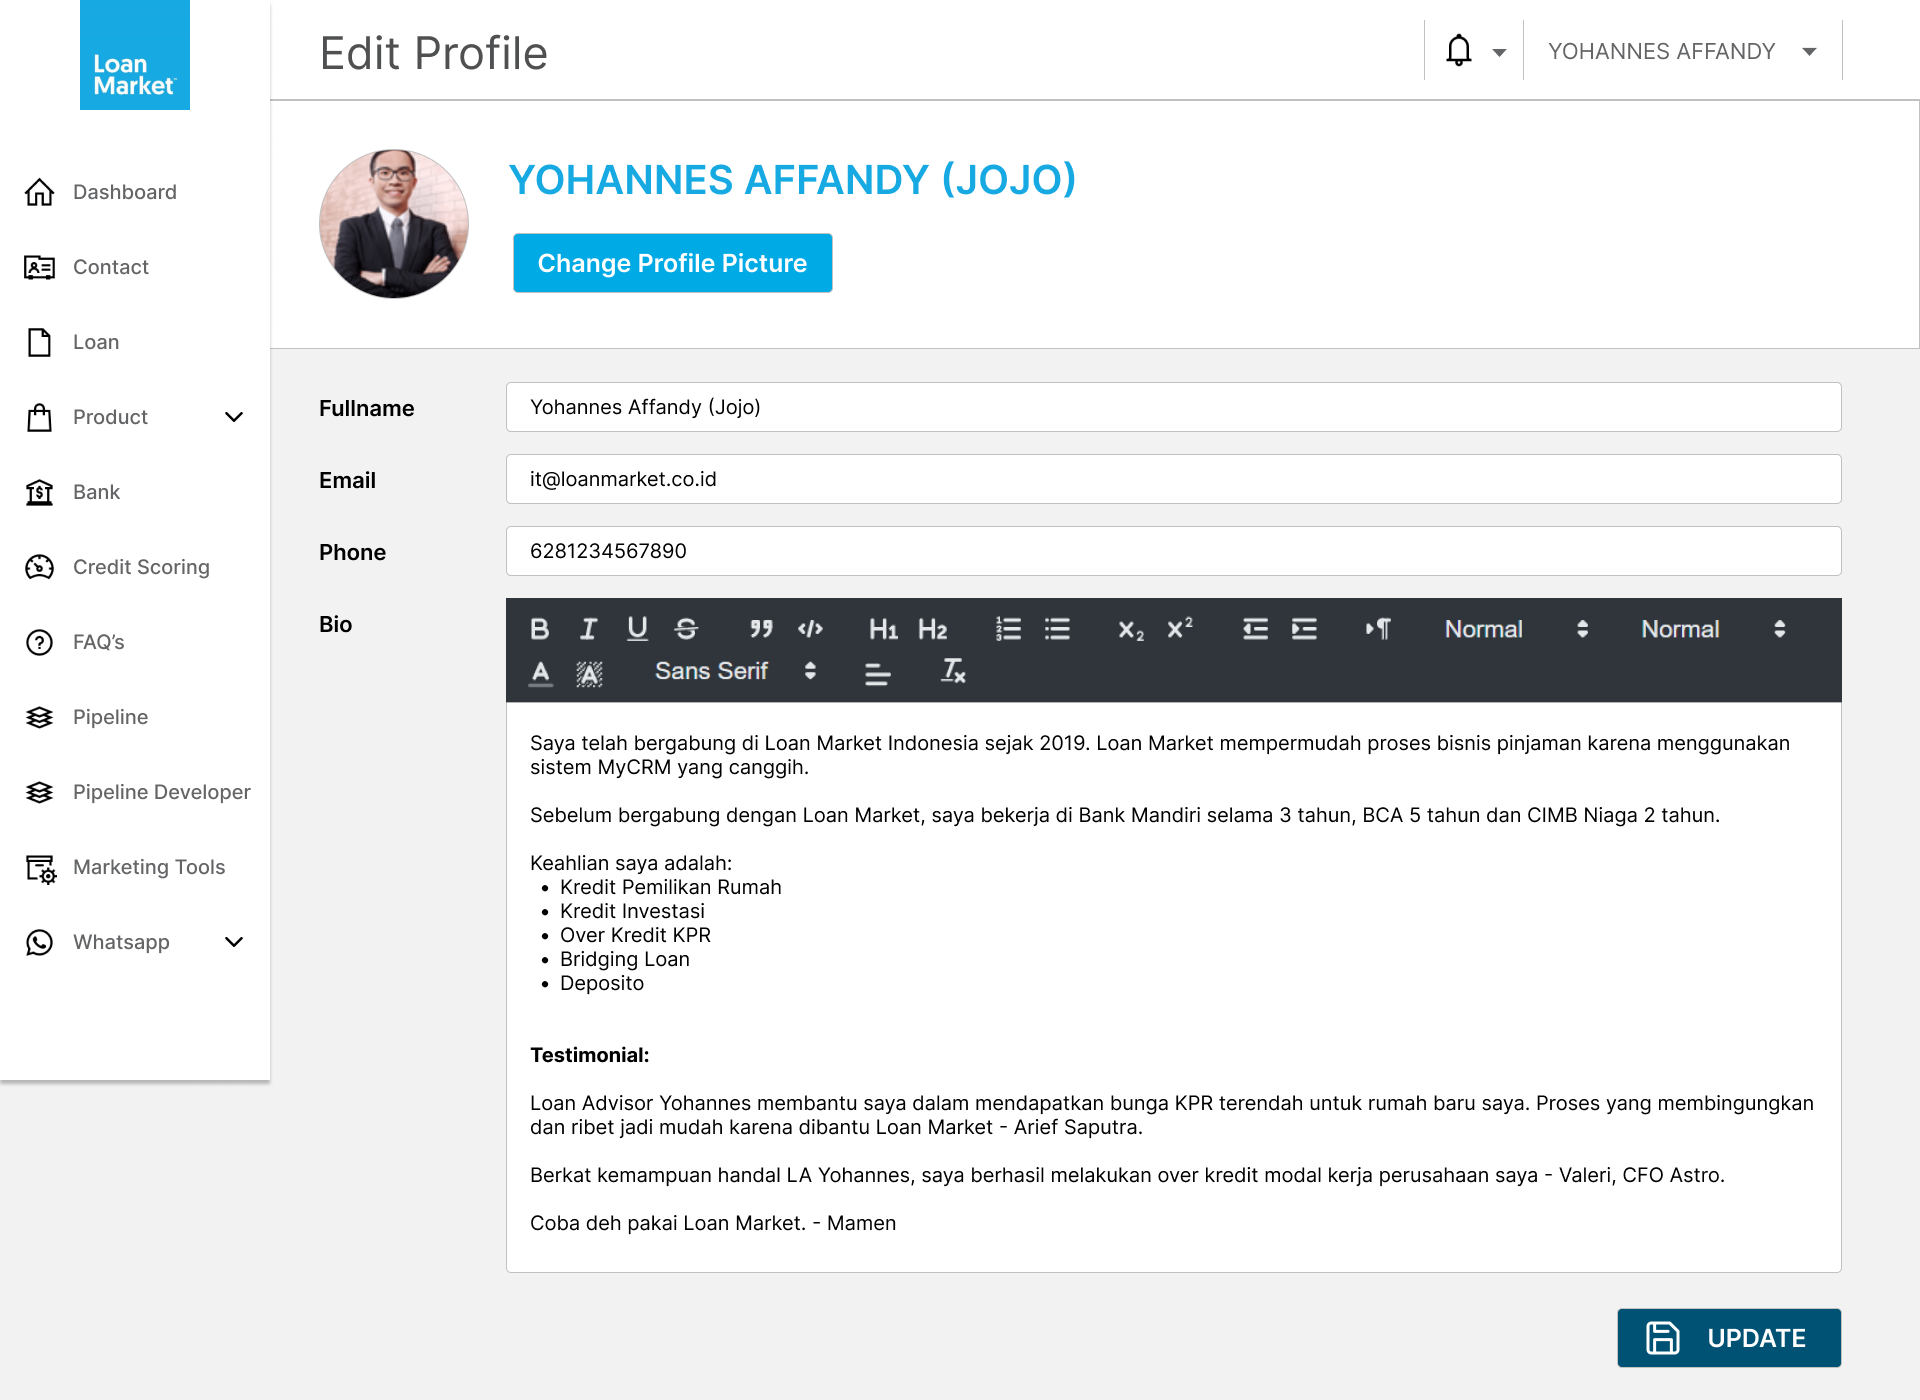 Loan
Market
Edit Profile
YOHANNES AFFANDY
Dashboard
Contact
Loan
Product
Bank
Credit Scoring
FAQ’s
Pipeline
Pipeline Developer
Marketing Tools
Whatsapp
YOHANNES AFFANDY (JOJO)
Change Profile Picture
Fullname
Yohannes Affandy (Jojo)
Email
it@loanmarket.co.id
Phone
6281234567890
Bio
B I U S H1 H2 X2 X2 Normal Normal
A A Sans Serif Tx
Saya telah bergabung di Loan Market Indonesia sejak 2019. Loan Market mempermudah proses bisnis pinjaman karena menggunakan
sistem MyCRM yang canggih.
Sebelum bergabung dengan Loan Market, saya bekerja di Bank Mandiri selama 3 tahun, BCA 5 tahun dan CIMB Niaga 2 tahun.
Keahlian saya adalah:
• Kredit Pemilikan Rumah
• Kredit Investasi
• Over Kredit KPR
• Bridging Loan
• Deposito
Testimonial:
Loan Advisor Yohannes membantu saya dalam mendapatkan bunga KPR terendah untuk rumah baru saya. Proses yang membingungkan
dan ribet jadi mudah karena dibantu Loan Market - Arief Saputra.
Berkat kemampuan handal LA Yohannes, saya berhasil melakukan over kredit modal kerja perusahaan saya - Valeri, CFO Astro.
Coba deh pakai Loan Market. - Mamen
UPDATE